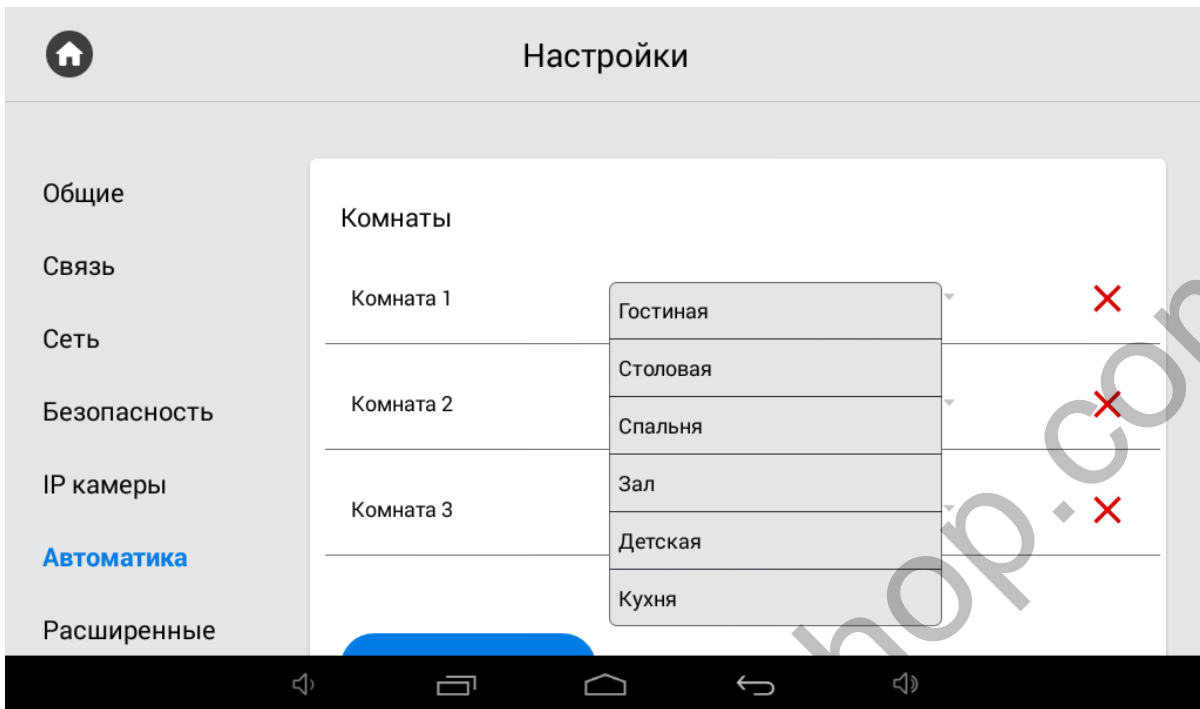 Настройки
Общие
Связь
Сеть
Безопасность
IP камеры
Автоматика
Расширенные
Комнаты
Комната 1
Комната 2
Комната 3
Гостиная
Столовая
Спальня
Зал
Детская
Кухня